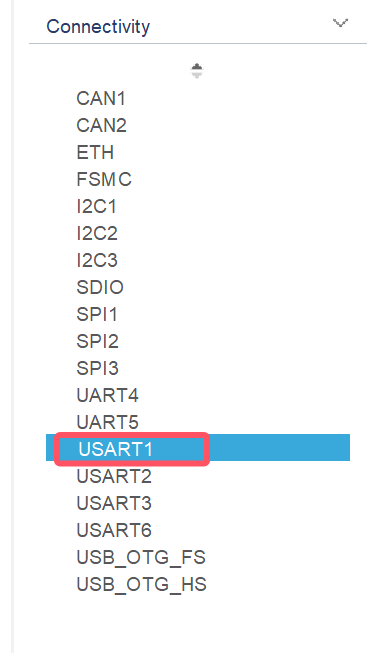 Connectivity
CAN1
CAN2
ETH
FSMC
I2C1
I2C2
I2C3
SDIO
SPI1
SPI2
SPI3
UART4
UART5
USART1
USART2
USART3
USART6
USB_OTG_FS
USB_OTG_HS